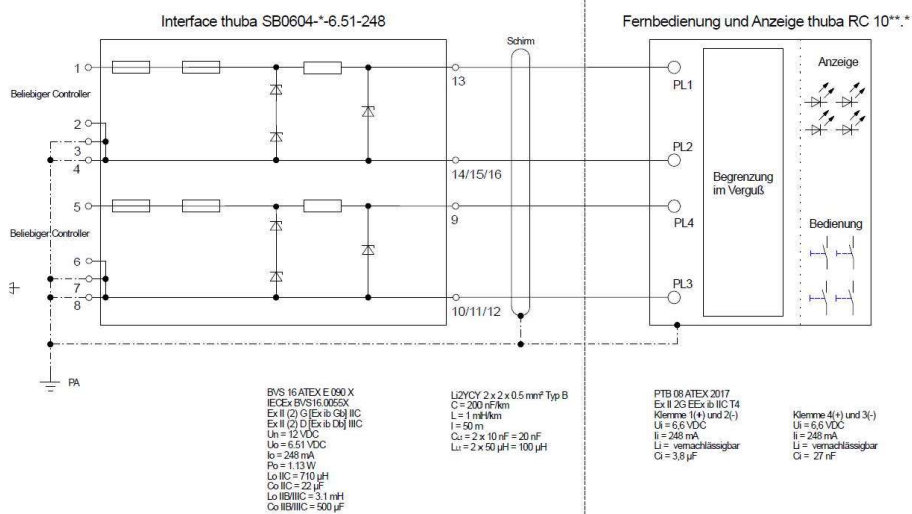 Interface thuba SB0604-*-6.51-248
Fernbedienung und Anzeige thuba RC 10**.*
Schirm
1
13
Beliebiger Controller
2
3
4
14/15/16
5
9
Beliebiger Controller
6
7
8
10/11/12
PA
PL1
PL2
PL4
PL3
Begrenzung
im Verguß
Anzeige
Bedienung
BVS 16 ATEX E 090 X
IECEx BVS16.0055X
Ex II (2) G [Ex ib Gb] IIC
Ex II (2) D [Ex ib Db] IIIC
Un = 12 VDC
Uo = 6.51 VDC
Io = 248 mA
Po = 1.13 W
Lo IIC = 710 µH
Co IIC = 22 µF
Lo IIB/IIIC = 3.1 mH
Co IIB/IIIC = 500 µF
Li2YCY 2 x 2 x 0.5 mm² Typ B
C = 200 nF/km
L = 1 mH/km
l = 50 m
= 2 x 10 nF = 20 nF
= 2 x 50 µH = 100 µH
PTB 08 ATEX 2017
Ex II 2G EEx ib IIC T4
Klemme 1(+) und 2(-)
Ui = 6,6 VDC
Ii = 248 mA
Li = vernachlässigbar
Ci = 3,8 µF
Klemme 4(+) und 3(-)
Ui = 6,6 VDC
Ii = 248 mA
Li = vernachlässigbar
Ci = 27 nF